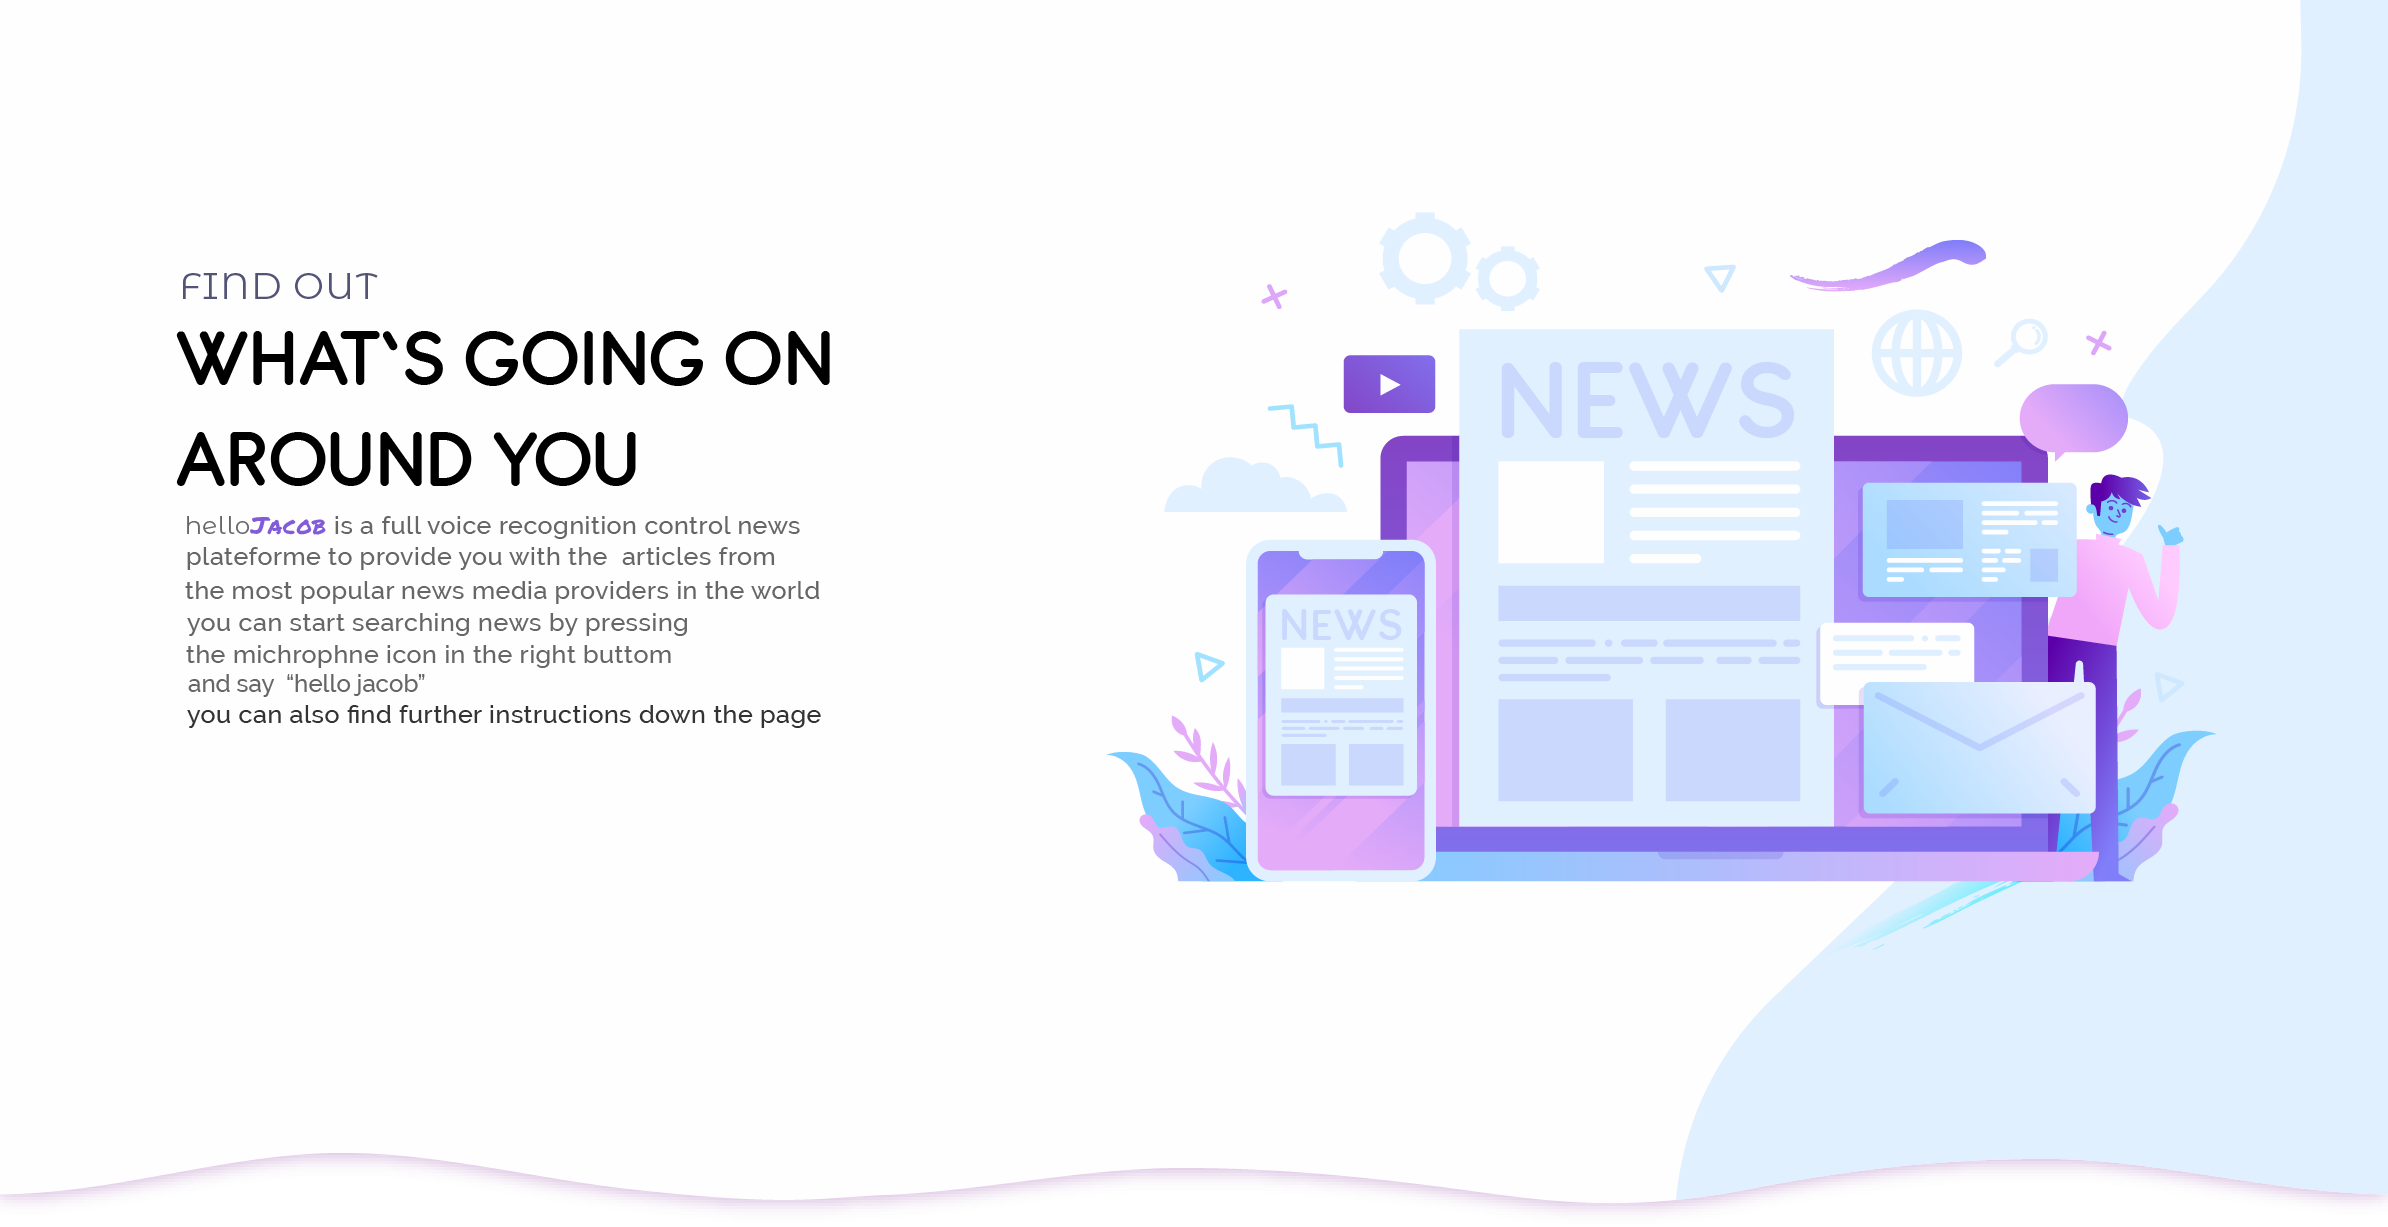 FIND OUT
WHAT`S GOING ON
AROUND YOU
helloJACOB is a full voice recognition control news
plateforme to provide you with the articles from
the most popular news media providers in the world
you can start searching news by pressing
the michrophne icon in the right buttom
and say “hello jacob”
you can also find further instructions down the page
NEWS
NEWS